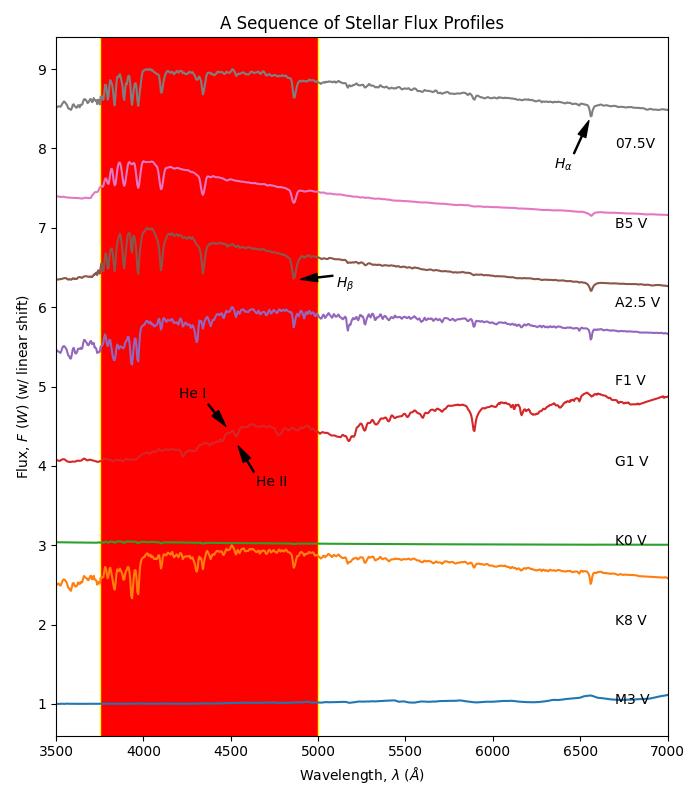 A Sequence of Stellar Flux Profiles
Flux, F (W) (w/ linear shift)
9
8
7
6
5
4
3
2
1
07.5V
Hα
B5 V
A2.5 V
Hβ
F1 V
He I
G1 V
He II
K0 V
K8 V
M3 V
3500 4000 4500 5000 5500 6000 6500 7000
Wavelength, λ (Å)